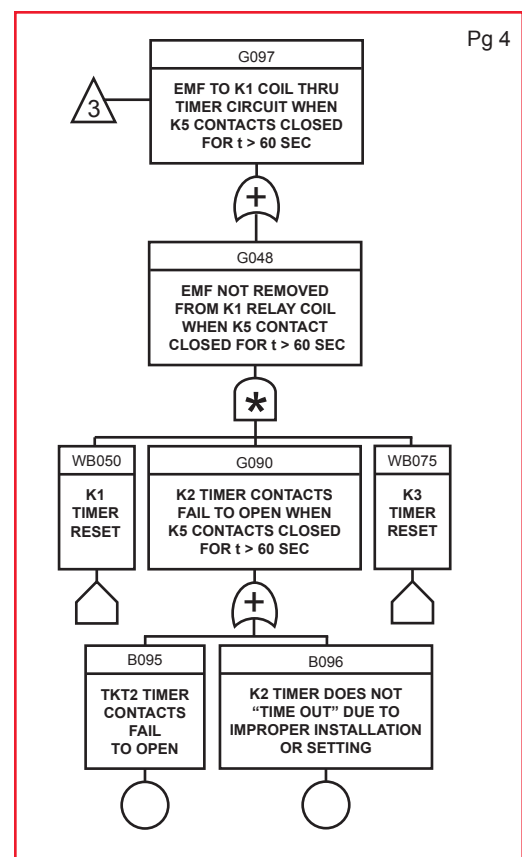 Pg 4
G097
3
EMF TO K1 COIL THRU
TIMER CIRCUIT WHEN
K5 CONTACTS CLOSED
FOR t > 60 SEC
+
G048
EMF NOT REMOVED
FROM K1 RELAY COIL
WHEN K5 CONTACT
CLOSED FOR t > 60 SEC
*
WB050
K1
TIMER
RESET
G090
K2 TIMER CONTACTS
FAIL TO OPEN WHEN
K5 CONTACTS CLOSED
FOR t > 60 SEC
WB075
K3
TIMER
RESET
+
B095
TKT2 TIMER
CONTACTS
FAIL
TO OPEN
B096
K2 TIMER DOES NOT
“TIME OUT” DUE TO
IMPROPER INSTALLATION
OR SETTING